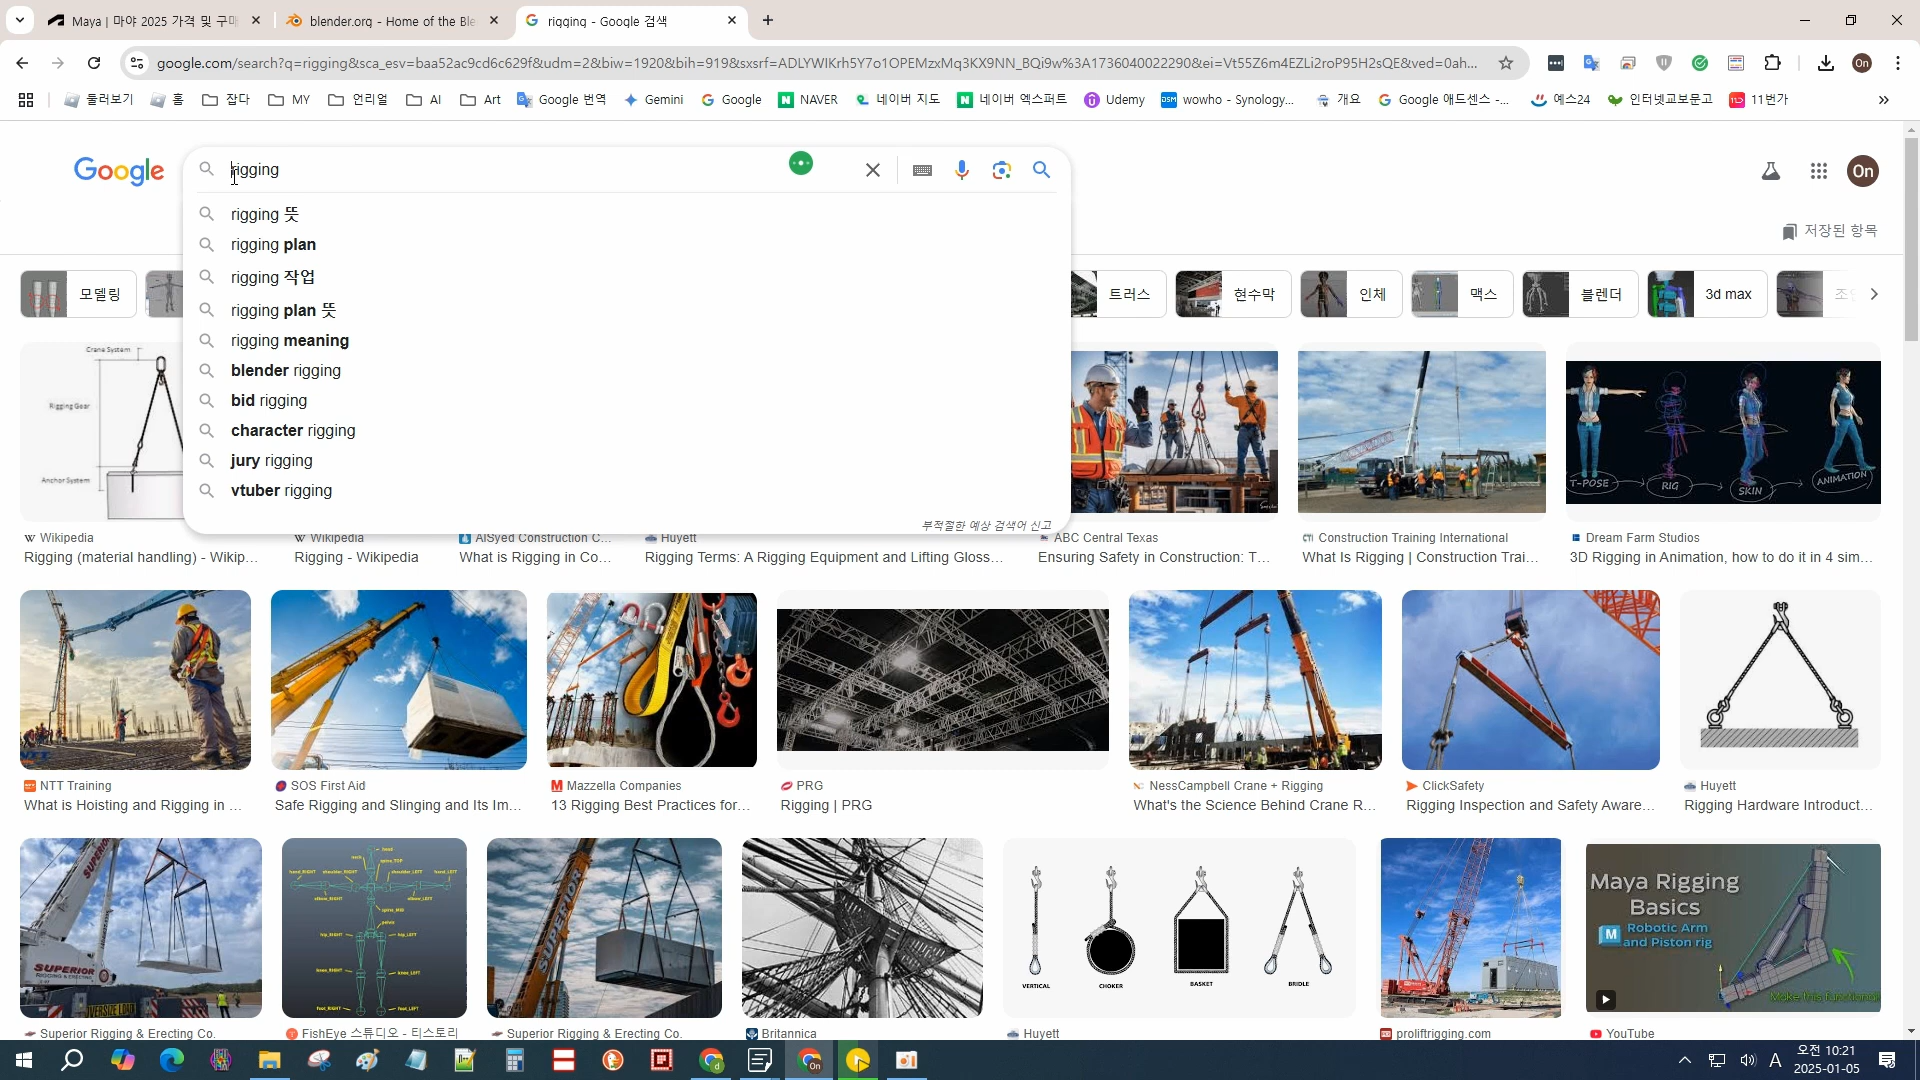 Maya | 마야 2025 가격 및 구매
blender.org - Home of the Ble
rigging - Google 검색
google.com/search?q=rigging&sca_esv=baa52ac9cd6c629f&udm=2&biw=1920&bih=919&sxsrf=ADLYWIKrh5Y7o1OPEMzxMq3KX9NN_BQi9w%3A1736040022290&ei=Vt55Z6m4EZLi2roP95H2sQE&ved=0ah...
On
둘러보기 홈 잡다 MY 언리얼 AI Art Google 번역 Gemini Google NAVER 네이버 지도 네이버 엑스퍼트 Udemy wowho - Synology... 개요 Google 애드센스 -... 예스24 인터넷교보문고 11번가
Google
rigging
On
rigging 뜻
rigging plan
rigging 작업
rigging plan 뜻
rigging meaning
blender rigging
bid rigging
character rigging
jury rigging
vtuber rigging
부적절한 예상 검색어 신고
저장된 항목
모델링
트러스
현수막
인체
맥스
블렌더
3d max
Crane System
Rigging Gear
Anchor System
T-POSE RIG SKIN ANIMATION
Wikipedia
Rigging (material handling) - Wikip...
Wikipedia
Rigging - Wikipedia
AlSyed Construction C...
What is Rigging in Co...
Huyett
Rigging Terms: A Rigging Equipment and Lifting Gloss...
ABC Central Texas
Ensuring Safety in Construction: T...
Construction Training International
What Is Rigging | Construction Trai...
Dream Farm Studios
3D Rigging in Animation, how to do it in 4 sim...
NTT Training
What is Hoisting and Rigging in ...
SOS First Aid
Safe Rigging and Slinging and Its Im...
Mazzella Companies
13 Rigging Best Practices for...
PRG
Rigging | PRG
NessCampbell Crane + Rigging
What's the Science Behind Crane R...
ClickSafety
Rigging Inspection and Safety Aware...
Huyett
Rigging Hardware Introduct...
SUPERIOR
VERTICAL
CHOKER
BASKET
BRIDLE
Maya Rigging
Basics
Robotic Arm
and Piston rig
Make this functional
Superior Rigging & Erecting Co.
FishEye 스튜디오 - 티스토리
Superior Rigging & Erecting Co.
Britannica
Huyett
proliftrigging.com
YouTube
A
오전 10:21
2025-01-05